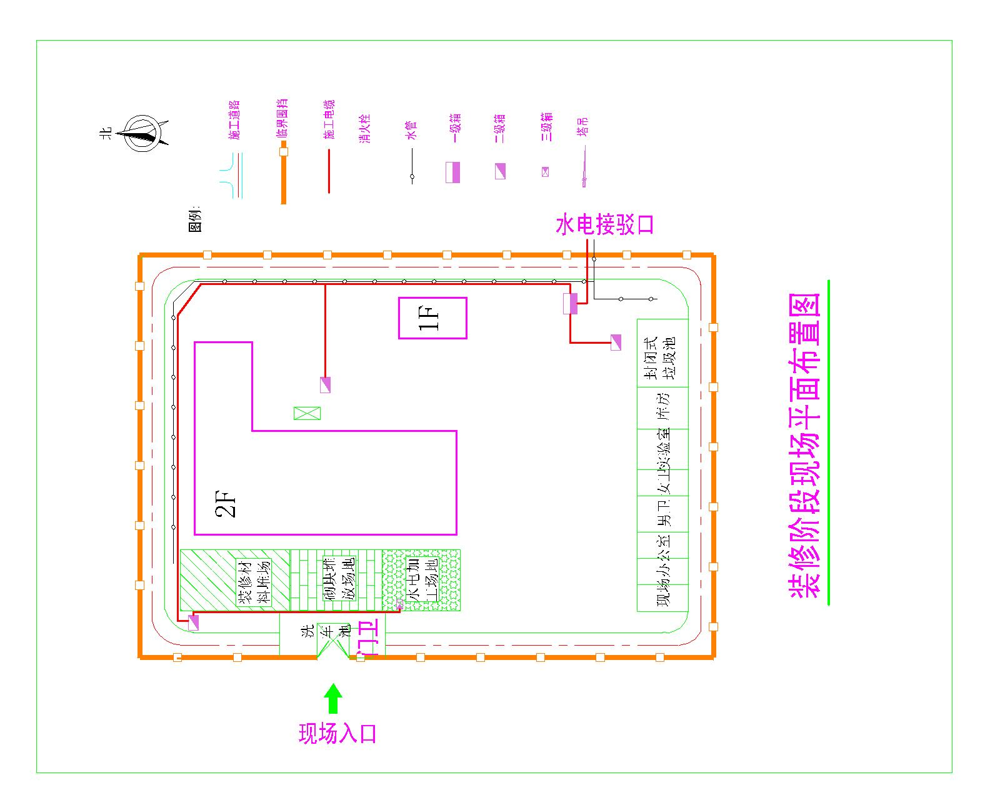 北
施工道路
临界围挡
施工电缆
消火栓
水管
一级箱
二级箱
三级箱
塔吊
图例:
水电接驳口
1F
2F
封闭式
垃圾池
库房
实验室
女卫
男卫
现场办公室
装修材
料堆场
砌块堆
放场地
水电加
工场地
洗车池
门卫
现场入口
装修阶段现场平面布置图